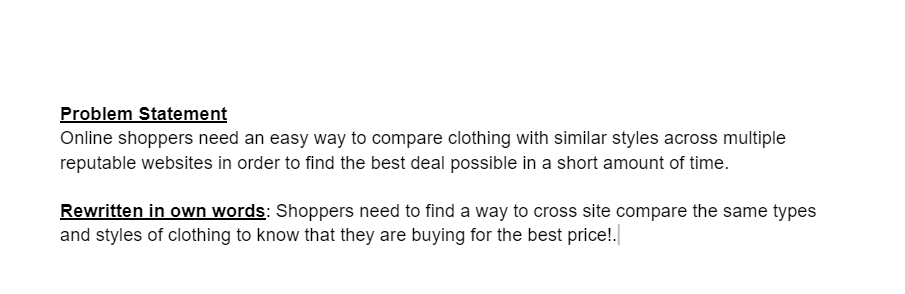 Problem Statement
Online shoppers need an easy way to compare clothing with similar styles across multiple
reputable websites in order to find the best deal possible in a short amount of time.
Rewritten in own words: Shoppers need to find a way to cross site compare the same types
and styles of clothing to know that they are buying for the best price!.